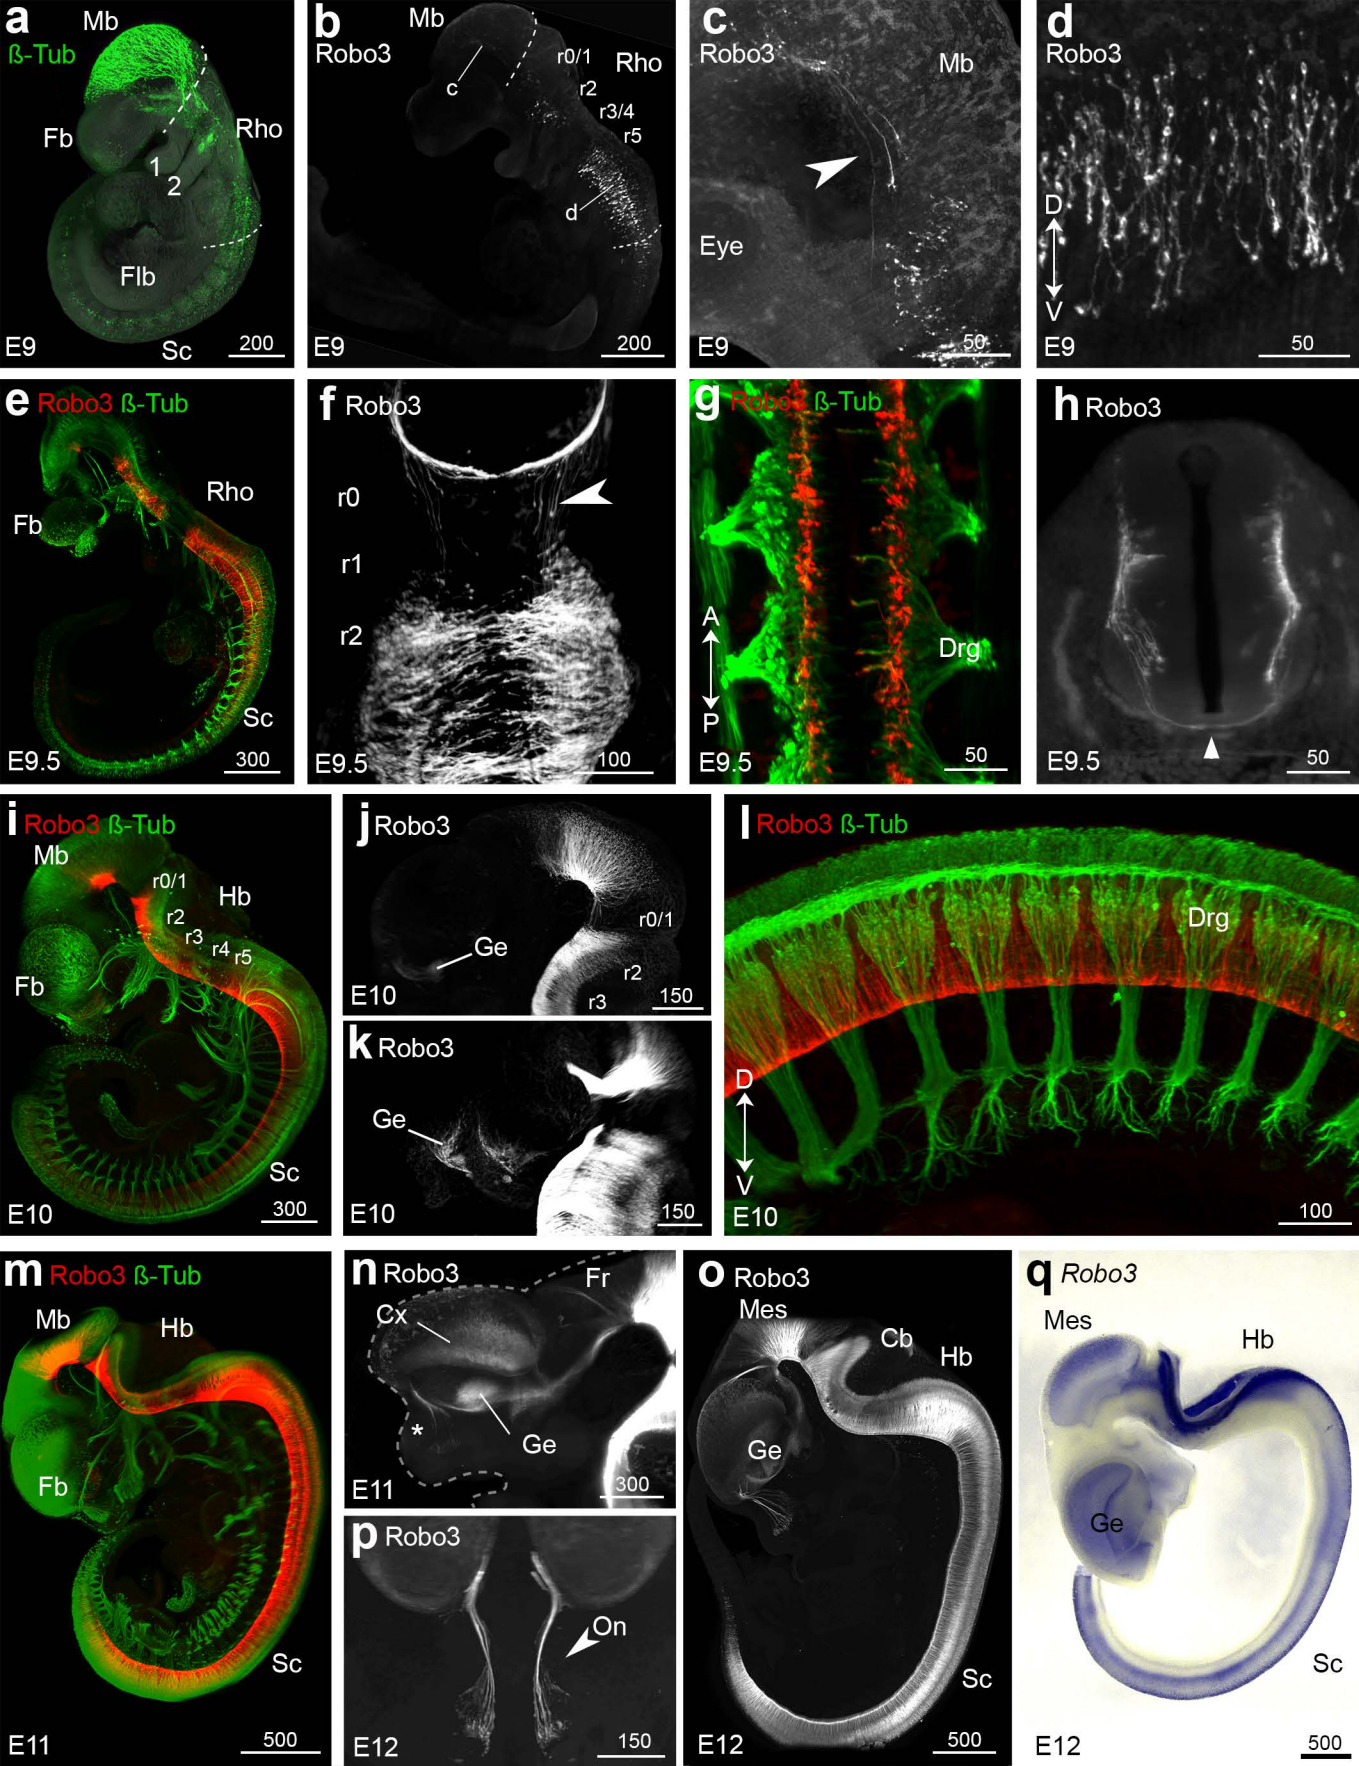 a
Mb
ß-Tub
Fb
Rho
1
2
Flb
E9
Sc
200
b
Mb
Robo3
r0/1
Rho
c
r2
r3/4
r5
d
E9
200
c
Robo3
Mb
Eye
E9
50
d
Robo3
D
V
E9
50
e Robo3 ß-Tub
Rho
Fb
Sc
E9.5
300
f Robo3
r0
r1
r2
E9.5
100
g Robo3 ß-Tub
A
Drg
P
E9.5
50
h Robo3
E9.5
50
i Robo3 ß-Tub
Mb
r0/1
Hb
r2
r3
r4
r5
Fb
Sc
E10
300
j Robo3
r0/1
Ge
r2
r3
E10
150
k Robo3
Ge
E10
150
l Robo3 ß-Tub
Drg
D
V
E10
100
m Robo3 ß-Tub
Mb
Hb
Fb
Sc
E11
500
n Robo3
Fr
Cx
*
Ge
E11
300
o Robo3
Mes
Cb
Hb
Ge
Sc
E12
500
p Robo3
On
E12
150
q Robo3
Mes
Hb
Ge
Sc
E12
500